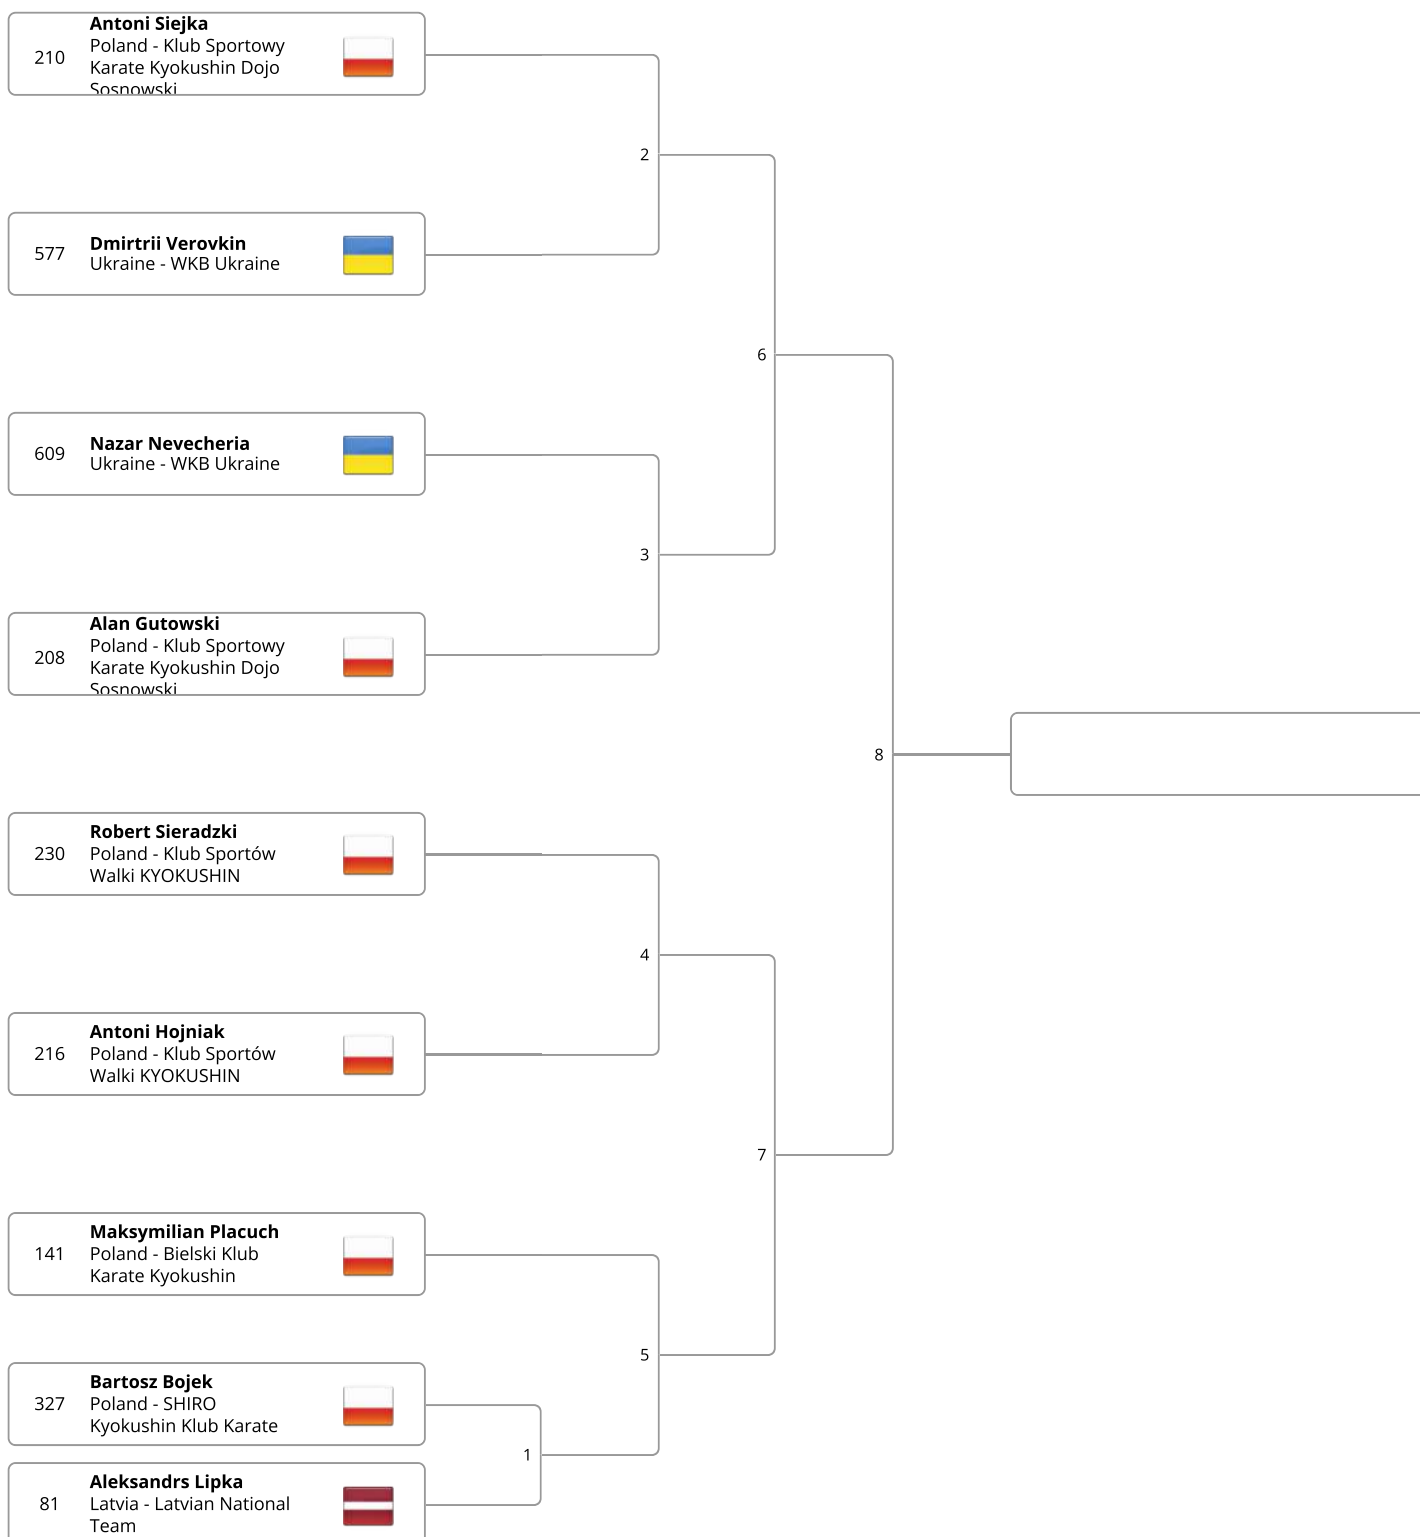 Antoni Siejka
210
Poland - Klub Sportowy
Karate Kyokushin Dojo
Sosnowski
2
577
Dmirtrii Verovkin
Ukraine - WKB Ukraine
6
609
Nazar Nevecheria
Ukraine - WKB Ukraine
3
Alan Gutowski
208
Poland - Klub Sportowy
Karate Kyokushin Dojo
Sosnowski
8
Robert Sieradzki
230
Poland - Klub Sportów
Walki KYOKUSHIN
4
Antoni Hojniak
216
Poland - Klub Sportów
Walki KYOKUSHIN
7
Maksymilian Placuch
141
Poland - Bielski Klub
Karate Kyokushin
5
Bartosz Bojek
327
Poland - SHIRO
Kyokushin Klub Karate
1
Aleksandrs Lipka
81
Latvia - Latvian National
Team